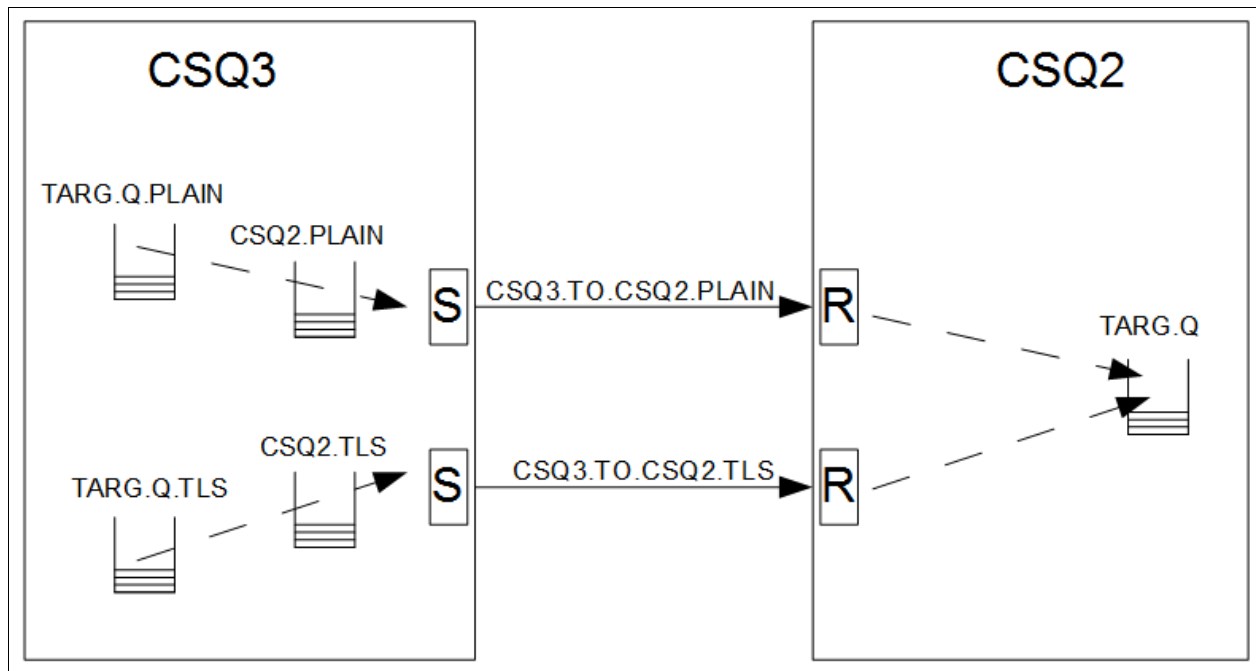 CSQ3
CSQ2
TARG.Q.PLAIN
CSQ2.PLAIN
S
CSQ3.TO.CSQ2.PLAIN
R
TARG.Q
CSQ2.TLS
TARG.Q.TLS
S
CSQ3.TO.CSQ2.TLS
R